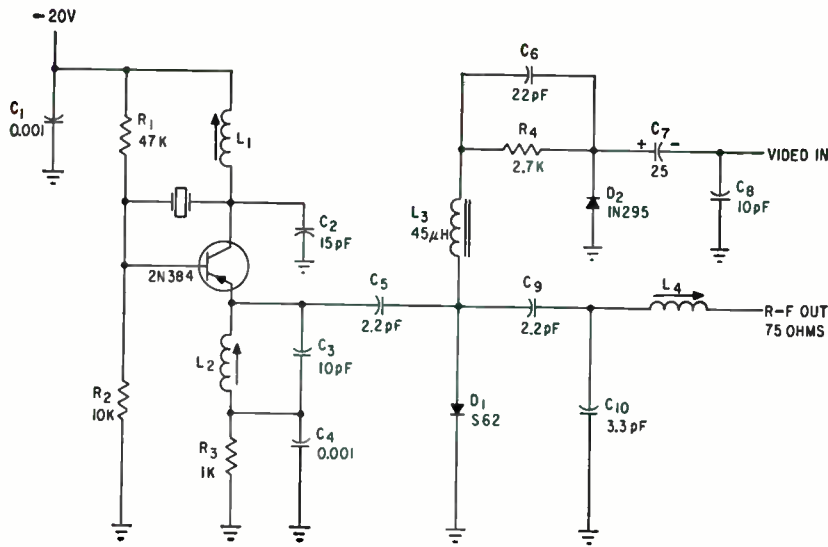 – 20V
C1
0.001
R1
47K
L1
C2
15pF
2N384
L2
C3
10pF
R2
10K
R3
1K
C4
0.001
C5
2.2pF
C6
22pF
R4
2.7K
+ C7 -
25
VIDEO IN
C8
10pF
D2
1N295
L3
45μH
C9
2.2pF
L4
R-F OUT
75 OHMS
D1
S62
C10
3.3pF